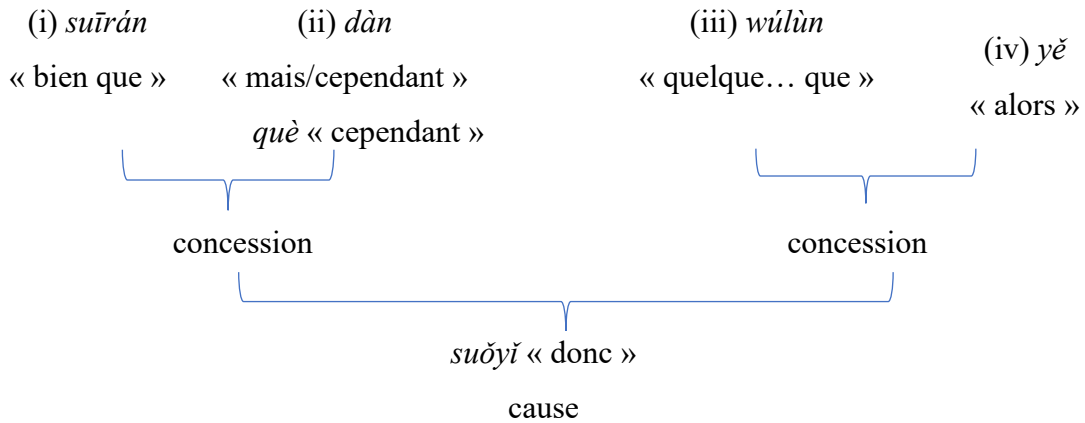 (i) suīrán
(ii) dàn
(iii) wúlùn
(iv) yě
« bien que »
« mais/cependant »
« quelque… que »
« alors »
què « cependant »
concession
concession
suǒyǐ « donc »
cause